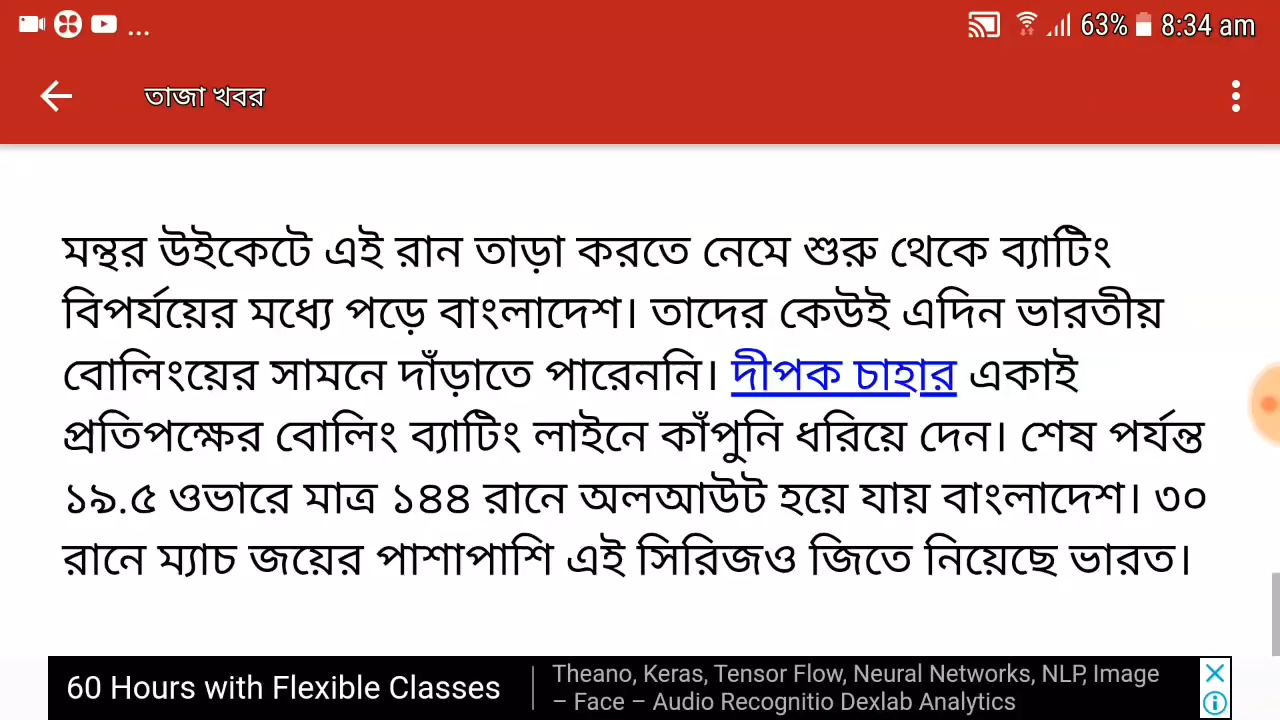 ... 63% 8:34 am
তাজা খবর
মন্থর উইকেটে এই রান তাড়া করতে নেমে শুরু থেকে ব্যাটিং
বিপর্যয়ের মধ্যে পড়ে বাংলাদেশ। তাদের কেউই এদিন ভারতীয়
বোলিংয়ের সামনে দাঁড়াতে পারেননি। দীপক চাহার একাই
প্রতিপক্ষের বোলিং ব্যাটিং লাইনে কাঁপুনি ধরিয়ে দেন। শেষ পর্যন্ত
১৯.৫ ওভারে মাত্র ১৪৪ রানে অলআউট হয়ে যায় বাংলাদেশ। ৩০
রানে ম্যাচ জয়ের পাশাপাশি এই সিরিজও জিতে নিয়েছে ভারত।
60 Hours with Flexible Classes
Theano, Keras, Tensor Flow, Neural Networks, NLP, Image
– Face – Audio Recognitio Dexlab Analytics